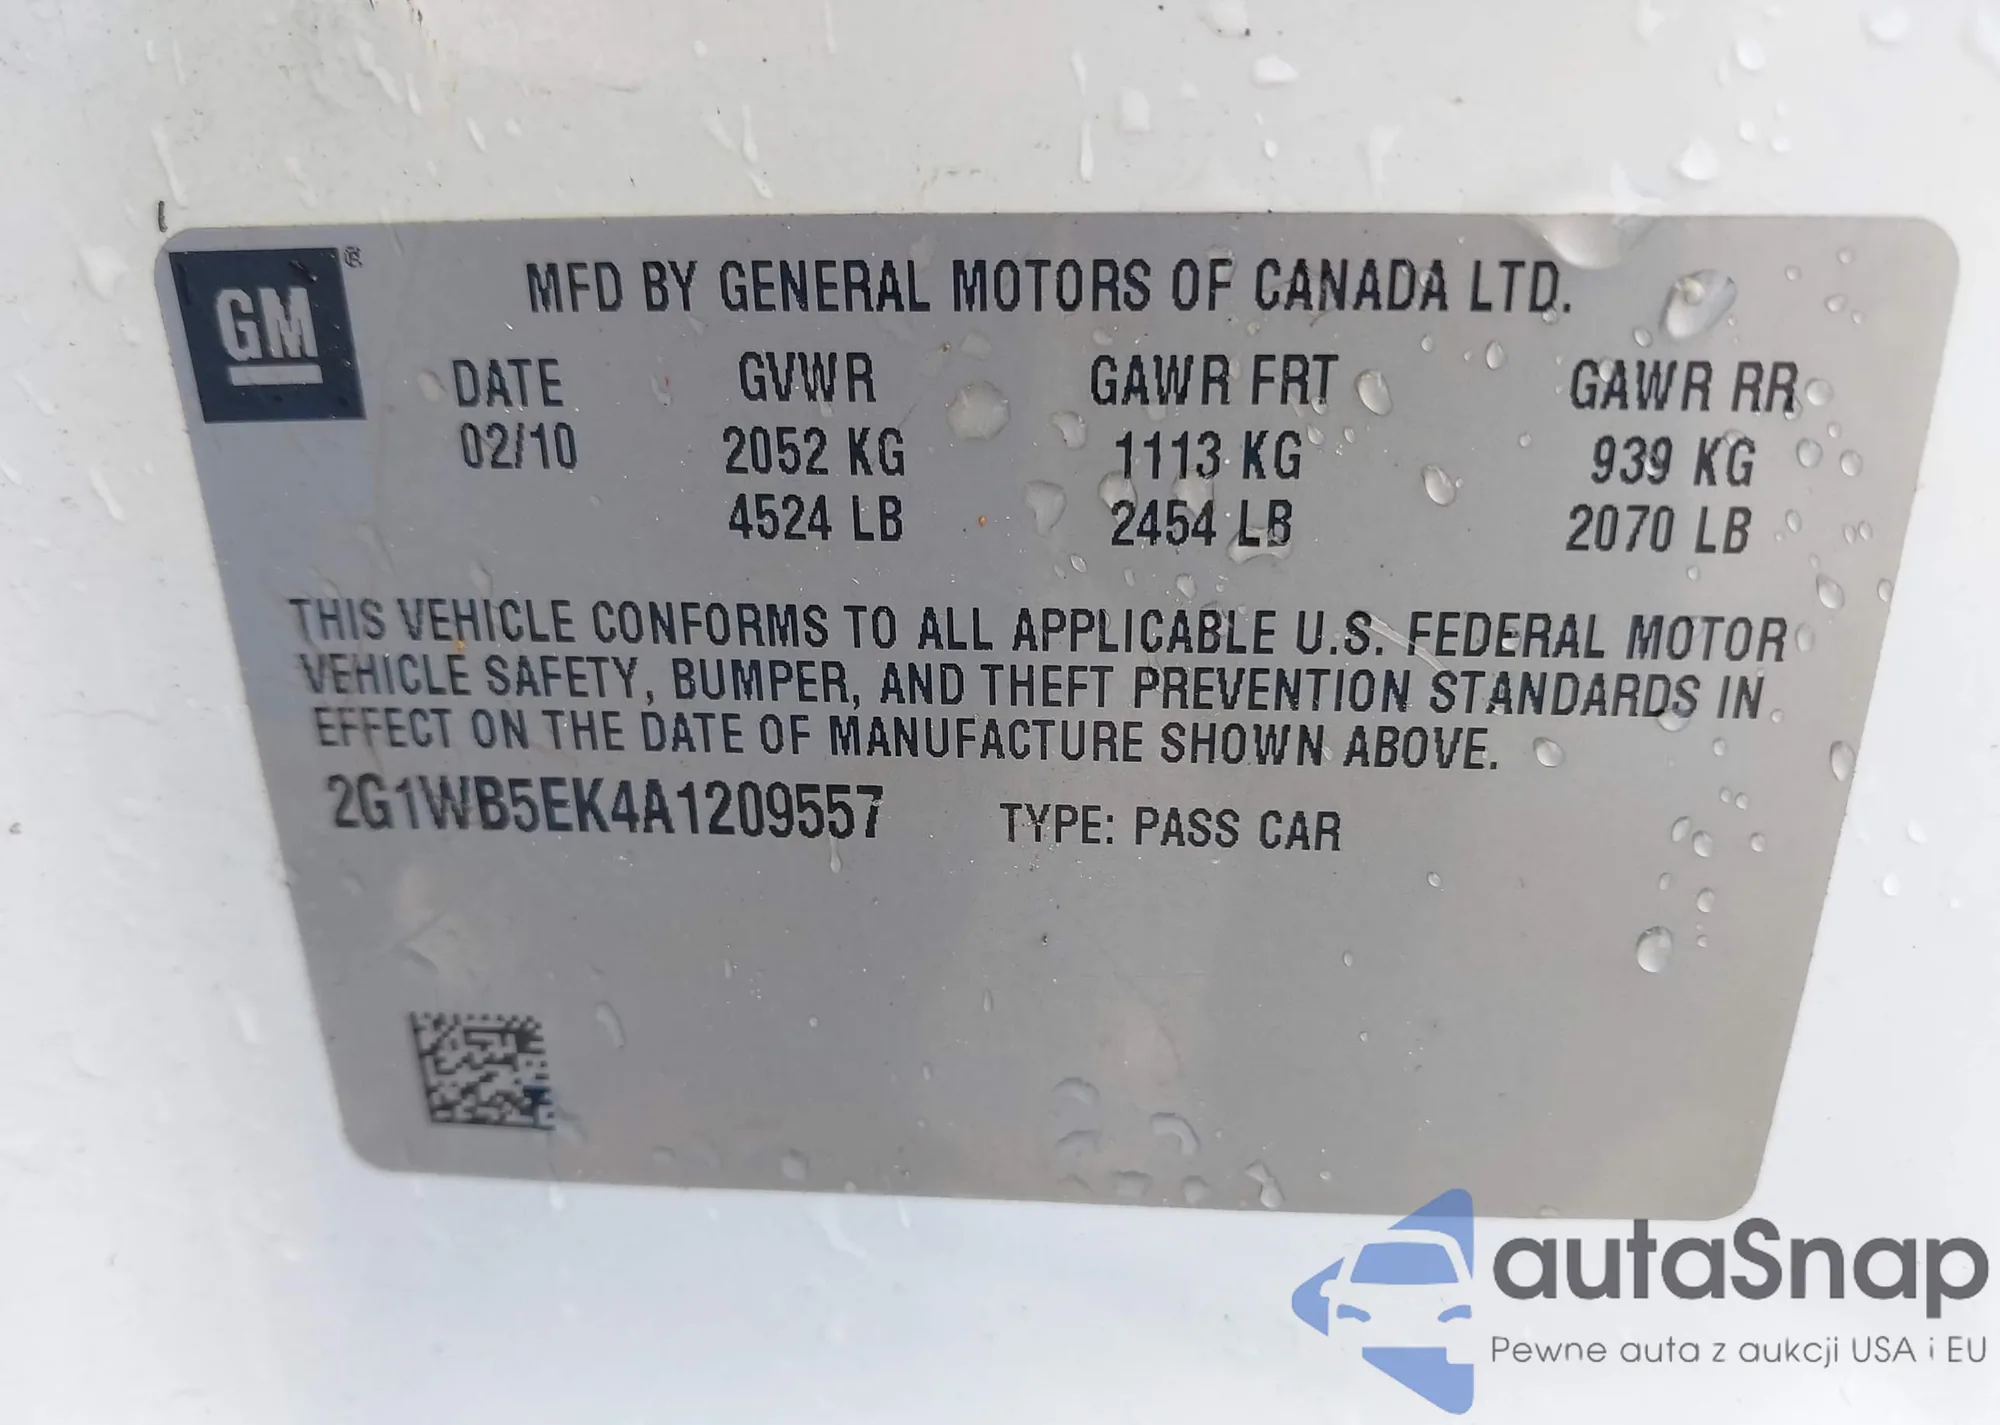 GM ®
MFD BY GENERAL MOTORS OF CANADA LTD.
DATE GVWR GAWR FRT GAWR RR
02/10 2052 KG 1113 KG 939 KG
4524 LB 2454 LB 2070 LB
THIS VEHICLE CONFORMS TO ALL APPLICABLE U.S. FEDERAL MOTOR
VEHICLE SAFETY, BUMPER, AND THEFT PREVENTION STANDARDS IN
EFFECT ON THE DATE OF MANUFACTURE SHOWN ABOVE.
2G1WB5EK4A1209557 TYPE: PASS CAR
autaSnap
Pewne auta z aukcji USA i EU